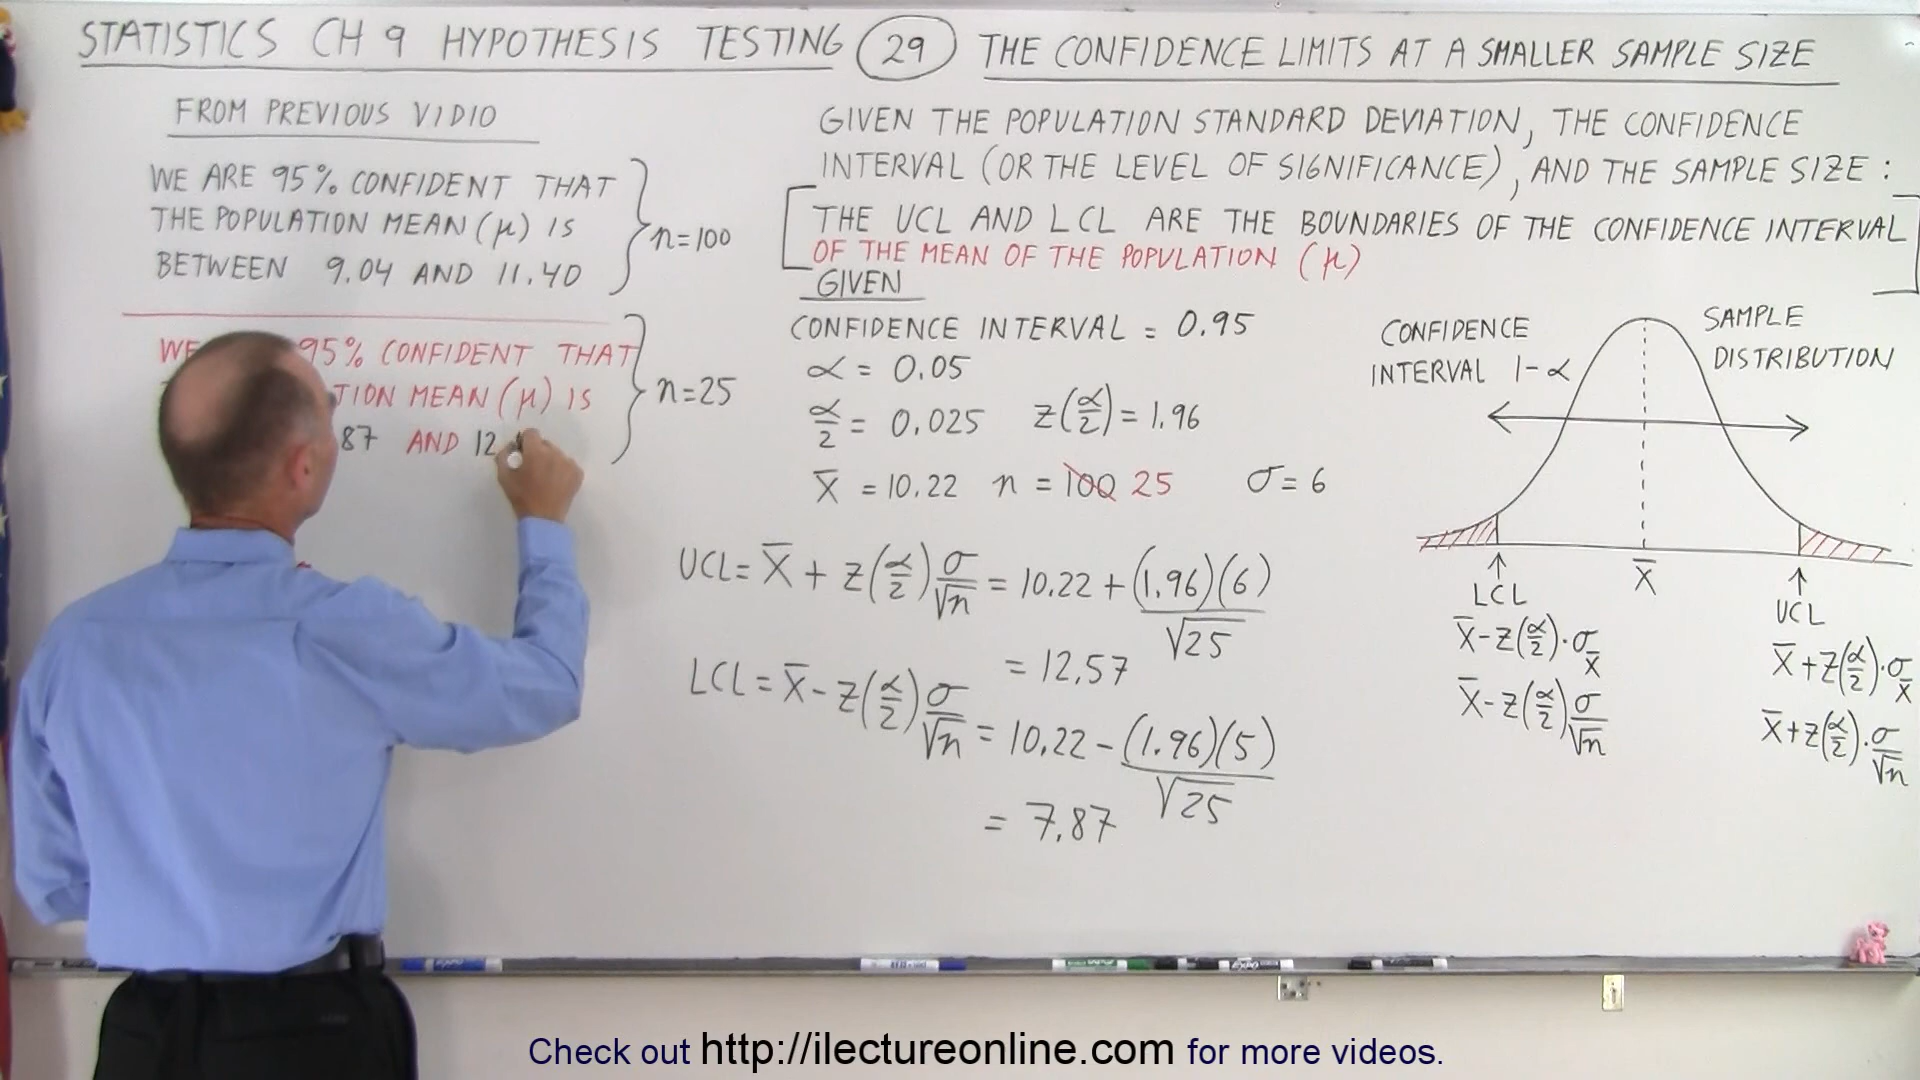 STATISTICS CH 9 HYPOTHESIS TESTING 29 THE CONFIDENCE LIMITS AT A SMALLER SAMPLE SIZE
FROM PREVIOUS VIDIO
WE ARE 95% CONFIDENT THAT
THE POPULATION MEAN (μ) IS
BETWEEN 9.04 AND 11.40
n=100
WE 95% CONFIDENT THAT
TION MEAN (μ) IS
87 AND 12
n=25
GIVEN THE POPULATION STANDARD DEVIATION, THE CONFIDENCE
INTERVAL (OR THE LEVEL OF SIGNIFICANCE), AND THE SAMPLE SIZE:
THE UCL AND LCL ARE THE BOUNDARIES OF THE CONFIDENCE INTERVAL
OF THE MEAN OF THE POPULATION (μ)
GIVEN
CONFIDENCE INTERVAL = 0.95
α = 0.05
α/2 = 0.025 z(α/2) = 1.96
x̄ = 10.22 n = 100 25 σ = 6
UCL = x̄ + z(α/2) σ/√n = 10.22 + (1.96)(6)/√25
= 12.57
LCL = x̄ - z(α/2) σ/√n = 10.22 - (1.96)(5)/√25
= 7.87
CONFIDENCE
INTERVAL 1-α
SAMPLE
DISTRIBUTION
LCL
x̄
UCL
x̄ - z(α/2)·σx̄
x̄ - z(α/2) σ/√n
x̄ + z(α/2)·σx̄
x̄ + z(α/2)·σ/√n
Check out http://ilectureonline.com for more videos.